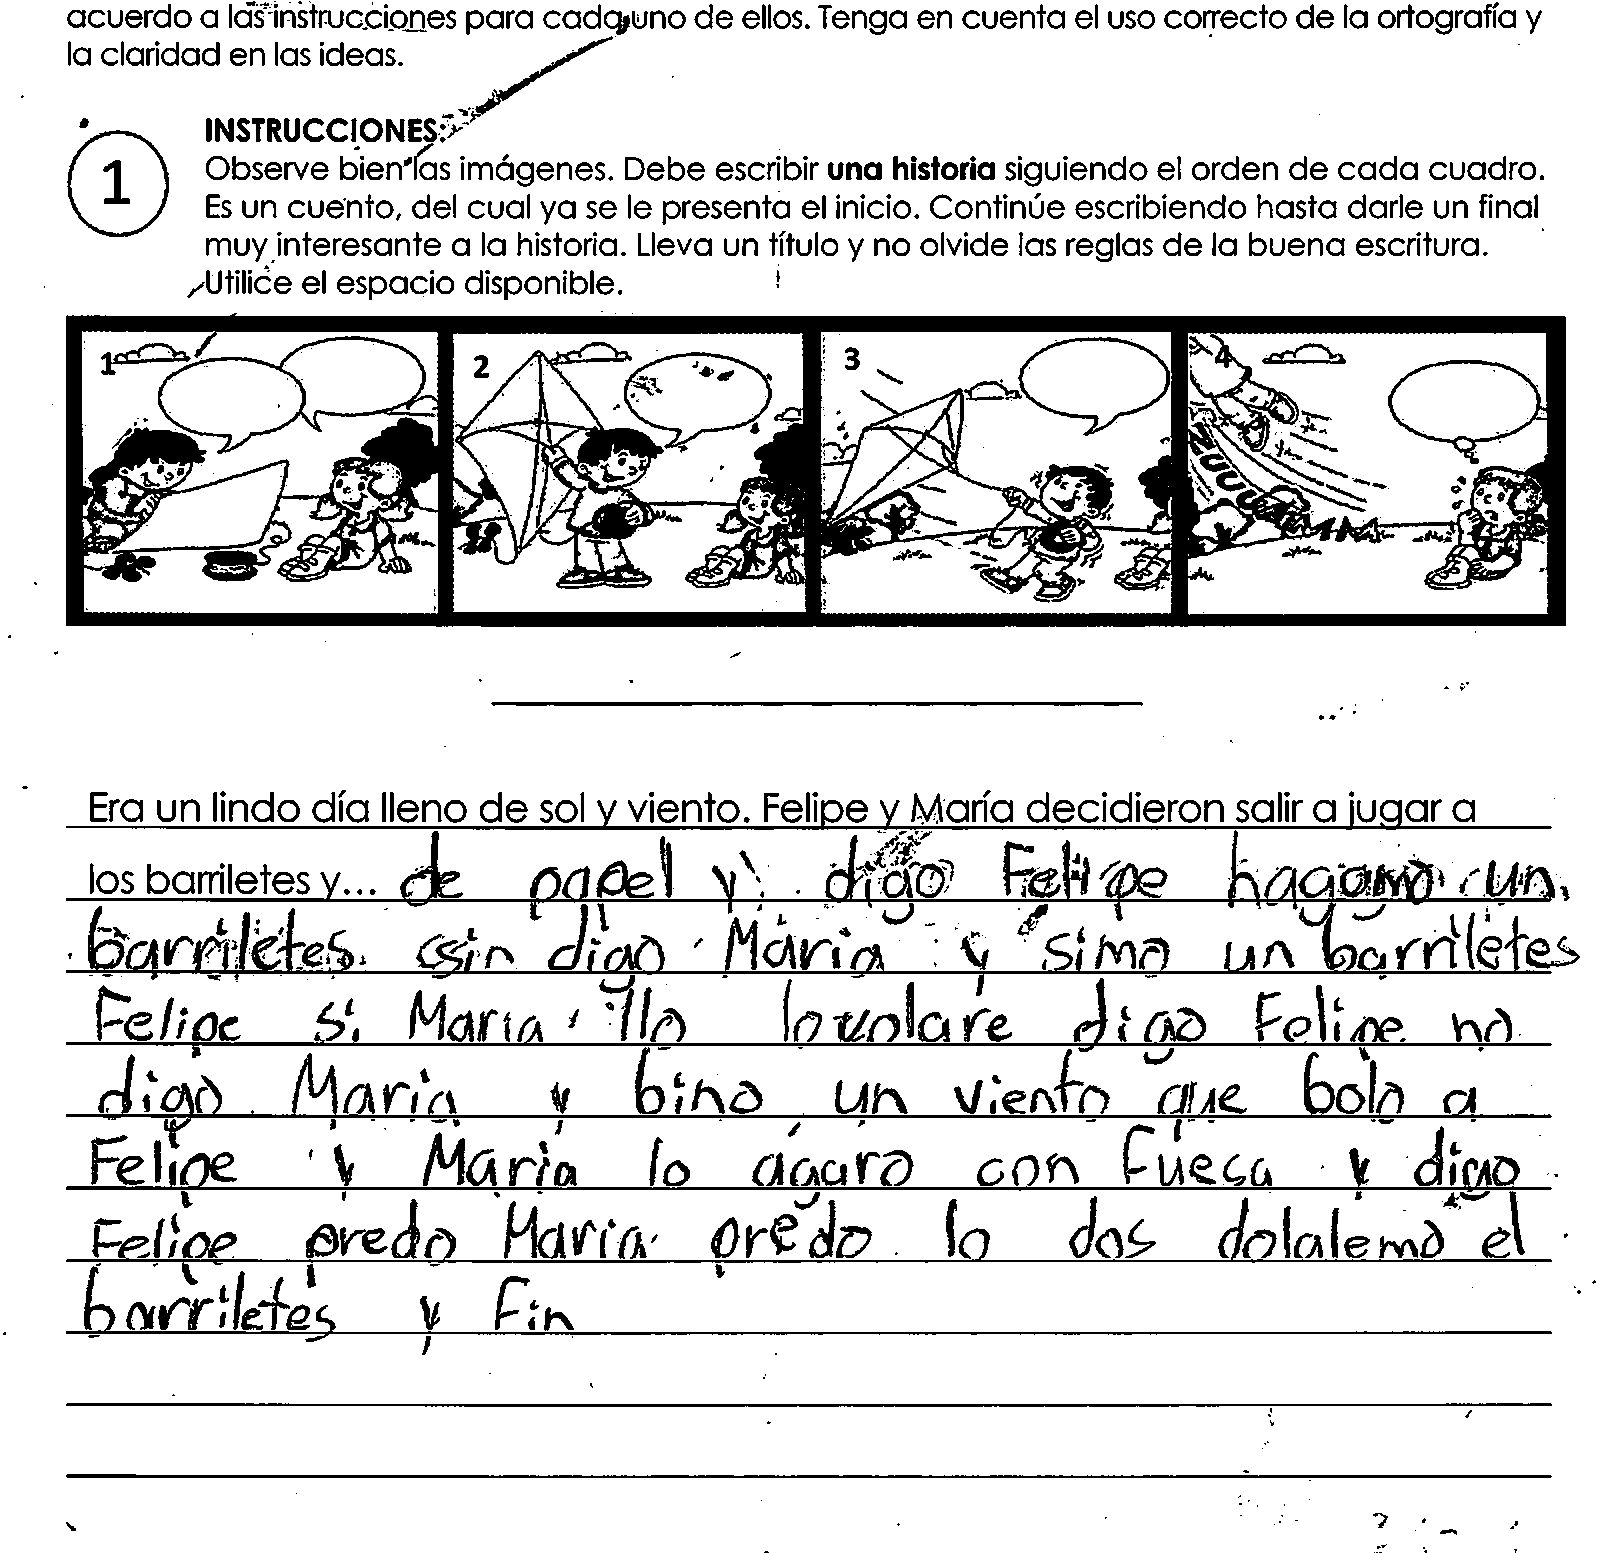 acuerdo a las instrucciones para cada uno de ellos. Tenga en cuenta el uso correcto de la ortografía y
la claridad en las ideas.
1
INSTRUCCIONES:
Observe bien las imágenes. Debe escribir una historia siguiendo el orden de cada cuadro.
Es un cuento, del cual ya se le presenta el inicio. Continúe escribiendo hasta darle un final
muy interesante a la historia. Lleva un título y no olvide las reglas de la buena escritura.
Utilice el espacio disponible.
1 2 3 4
ZUUUU
Era un lindo día lleno de sol y viento. Felipe y María decidieron salir a jugar a
los barriletes y... de papel y digo Felipe hagamo un
barriletes sin digo Maria y simo un barriletes
Felipe si Maria llo lo volare digo Felipe no
digo Maria y bino un viento que bolo a
Felipe y Maria lo agaro con Fuesa y digo
Felipe predo Maria predo lo dos dolalemo el
barriletes y Fin